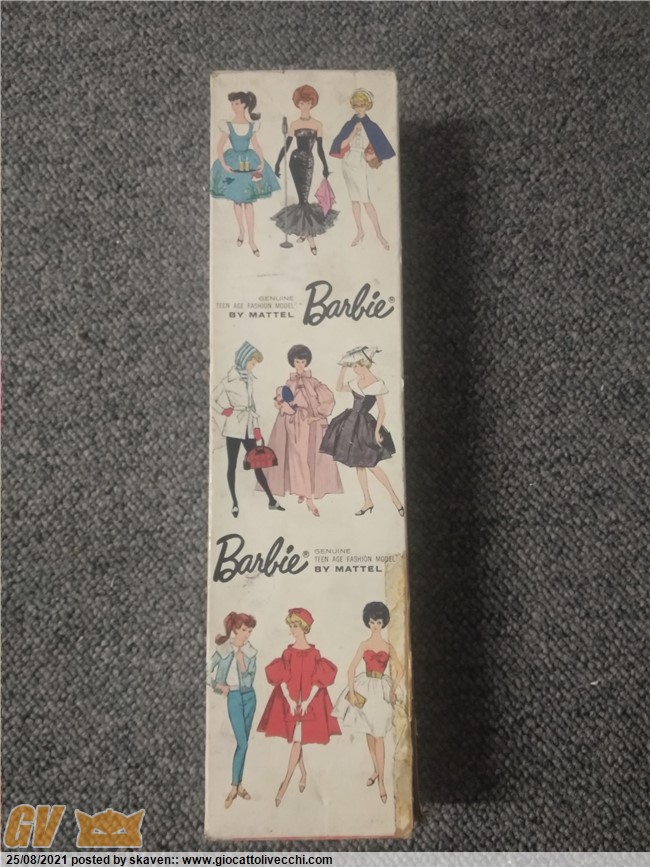 GENUINE
TEEN AGE FASHION MODEL
BY MATTEL
Barbie®
Barbie®
GENUINE
TEEN AGE FASHION MODEL
BY MATTEL
GV
25/08/2021 posted by skaven:: www.giocattolivecchi.com